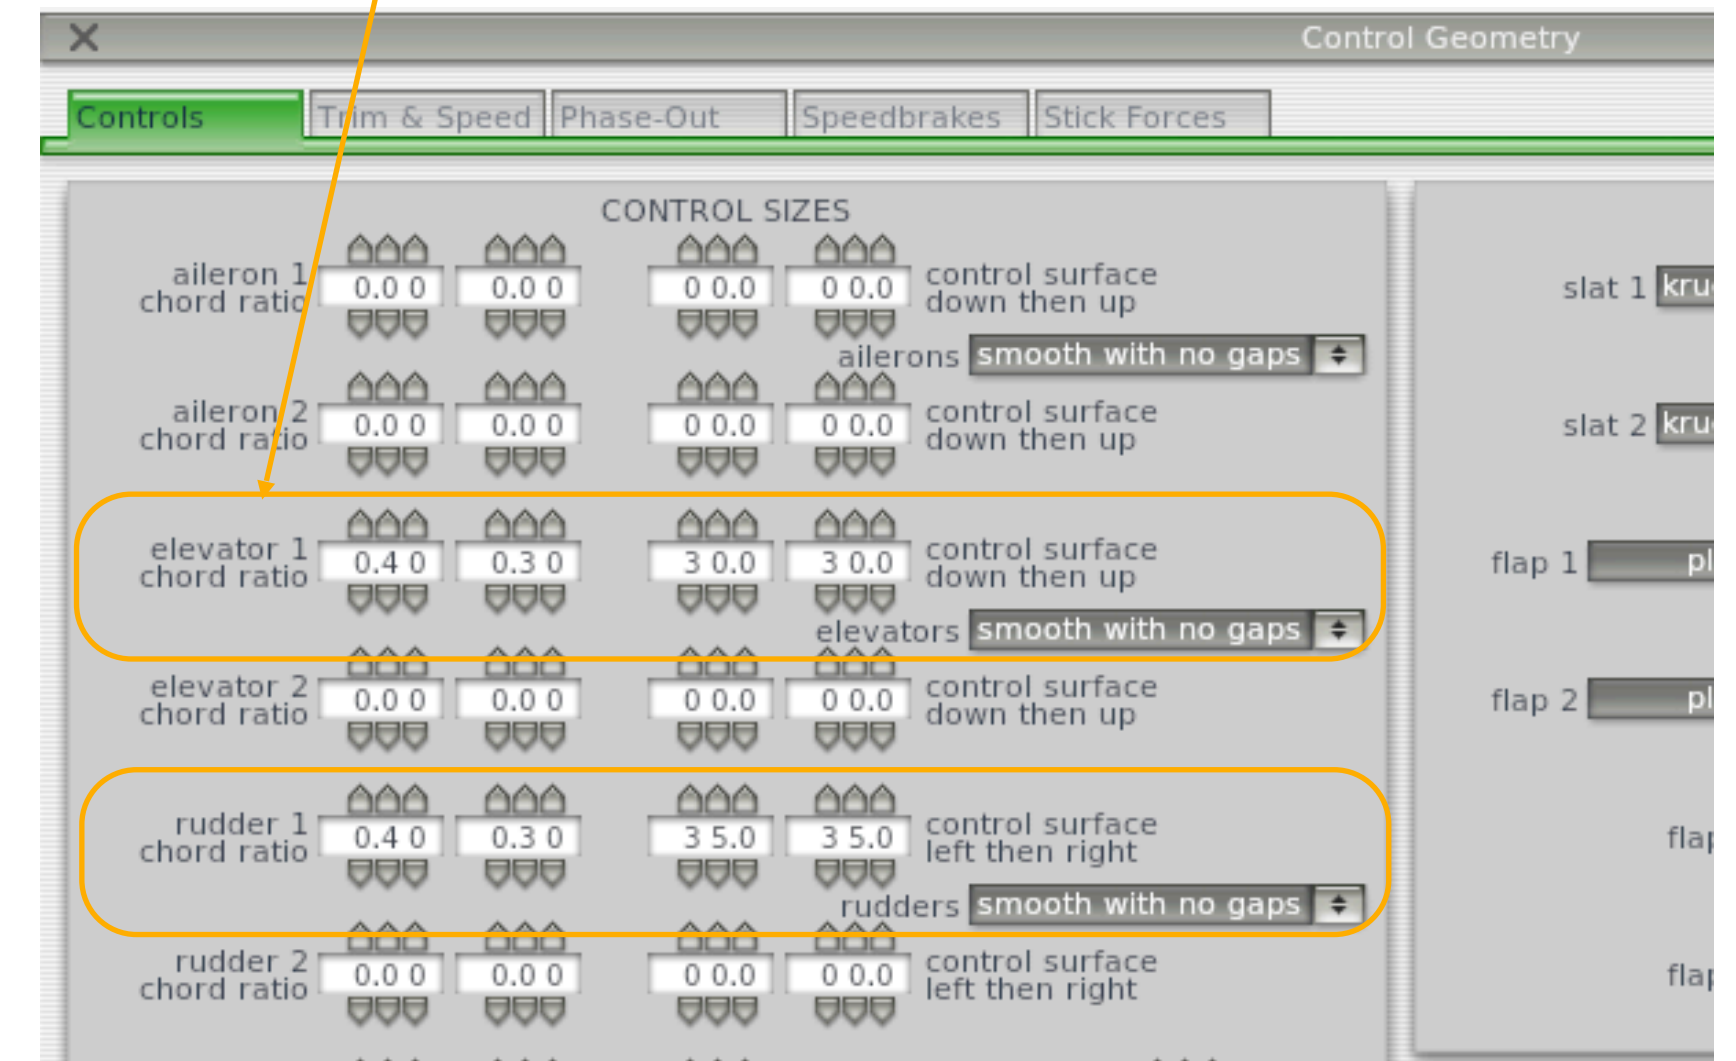 Control Geometry
Controls
Trim & Speed
Phase-Out
Speedbrakes
Stick Forces
CONTROL SIZES
aileron 1
chord ratio
0.0 0
0.0 0
0 0.0
0 0.0
control surface
down then up
ailerons smooth with no gaps
aileron 2
chord ratio
0.0 0
0.0 0
0 0.0
0 0.0
control surface
down then up
elevator 1
chord ratio
0.4 0
0.3 0
3 0.0
3 0.0
control surface
down then up
elevators smooth with no gaps
elevator 2
chord ratio
0.0 0
0.0 0
0 0.0
0 0.0
control surface
down then up
rudder 1
chord ratio
0.4 0
0.3 0
3 5.0
3 5.0
control surface
left then right
rudders smooth with no gaps
rudder 2
chord ratio
0.0 0
0.0 0
0 0.0
0 0.0
control surface
left then right
slat 1
slat 2
flap 1
flap 2